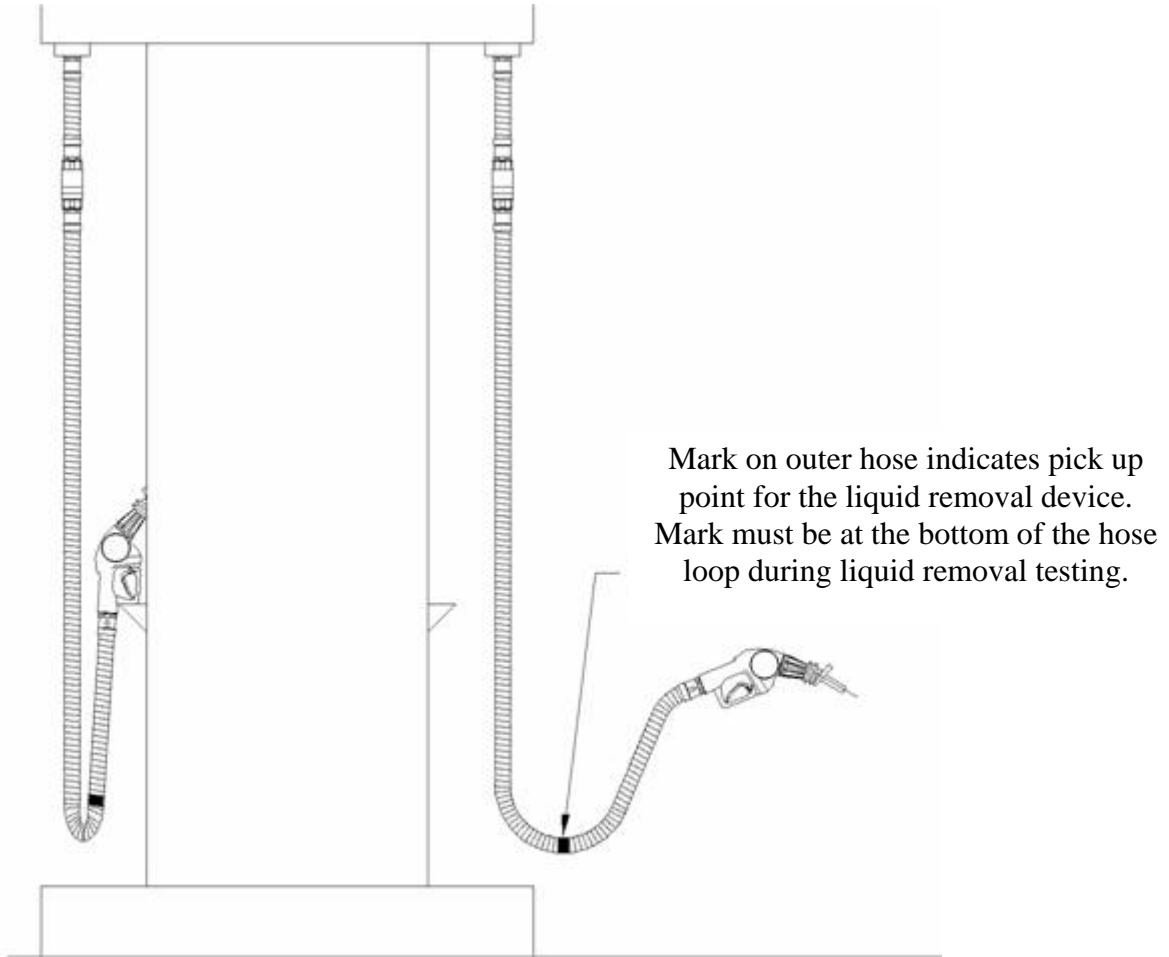 Mark on outer hose indicates pick up
point for the liquid removal device.
Mark must be at the bottom of the hose
loop during liquid removal testing.